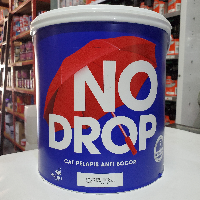 NO
DROP
CAT PELAPIS ANTI BOCOR